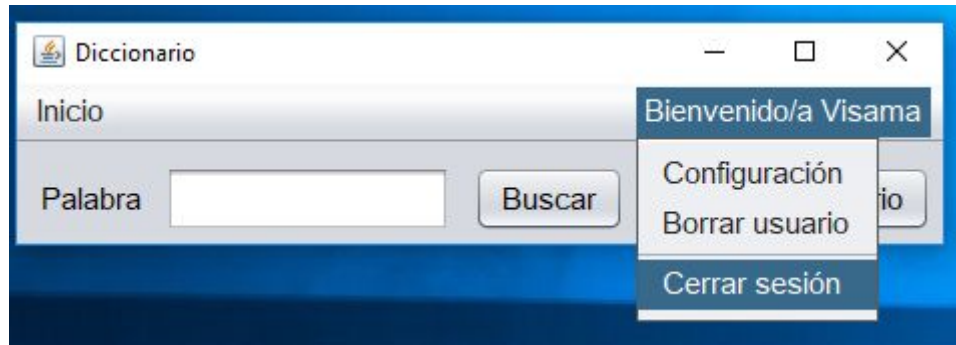 Diccionario
Inicio
Bienvenido/a Visama
Palabra
Buscar
Configuración
Borrar usuario
Cerrar sesión